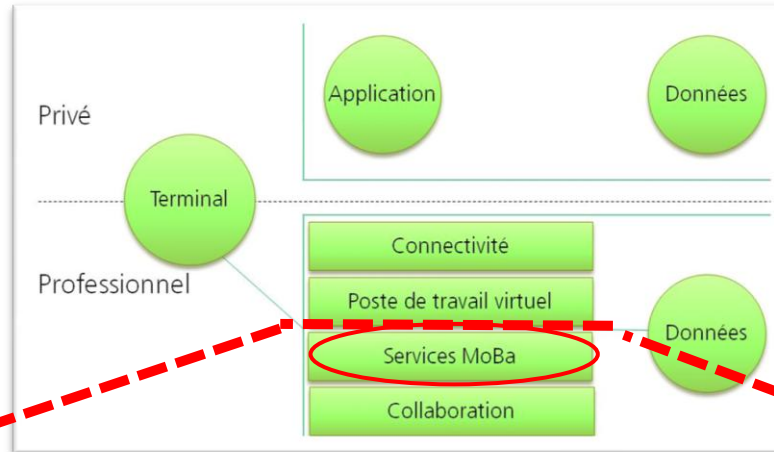 Application
Données
Privé
Terminal
Connectivité
Professionnel
Poste de travail virtuel
Données
Services MoBa
Collaboration